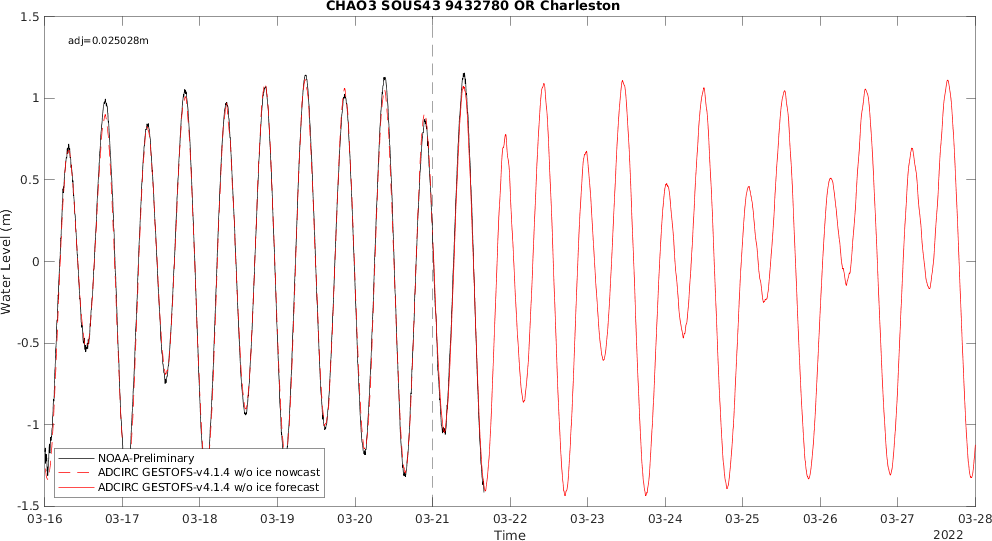 CHAO3 SOUS43 9432780 OR Charleston
adj=0.025028m
1.5
1
0.5
0
-0.5
-1
-1.5
Water Level (m)
NOAA-Preliminary
ADCIRC GESTOFS-v4.1.4 w/o ice nowcast
ADCIRC GESTOFS-v4.1.4 w/o ice forecast
03-16 03-17 03-18 03-19 03-20 03-21 03-22 03-23 03-24 03-25 03-26 03-27 03-28
Time
2022